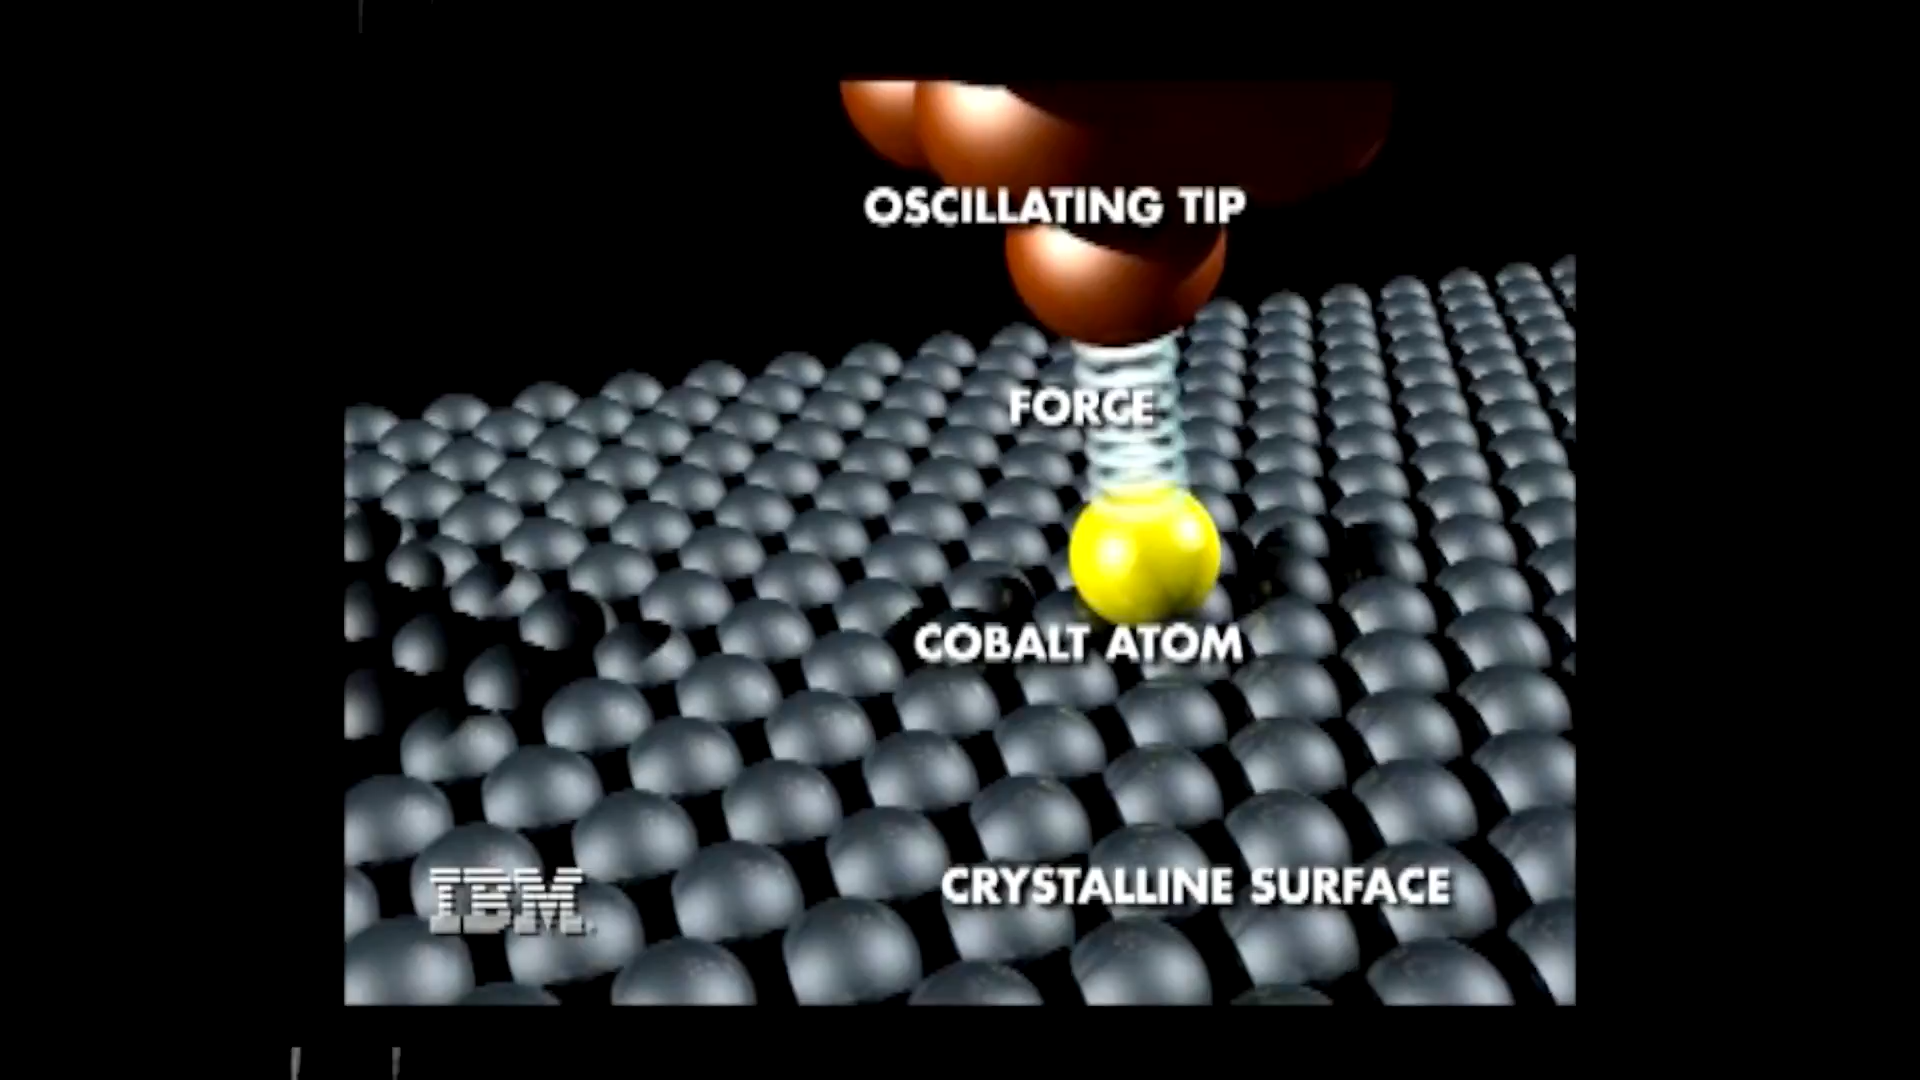 OSCILLATING TIP
FORCE
COBALT ATOM
CRYSTALLINE SURFACE
IBM